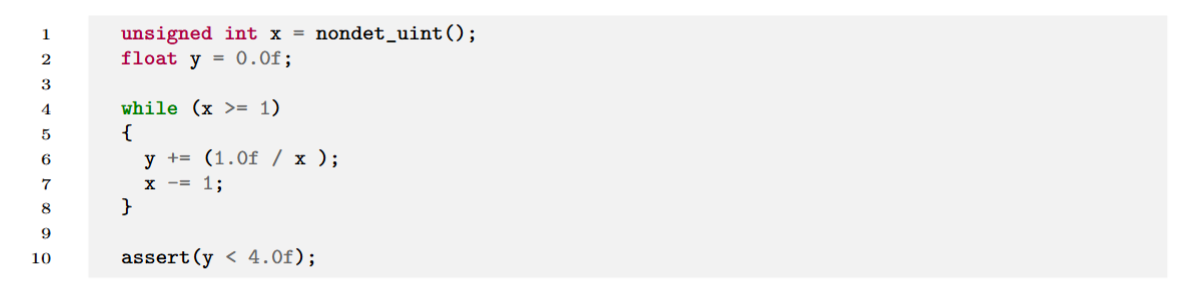 1 unsigned int x = nondet_uint();
2 float y = 0.0f;
3
4 while (x >= 1)
5 {
6 y += (1.0f / x );
7 x -= 1;
8 }
9
10 assert(y < 4.0f);